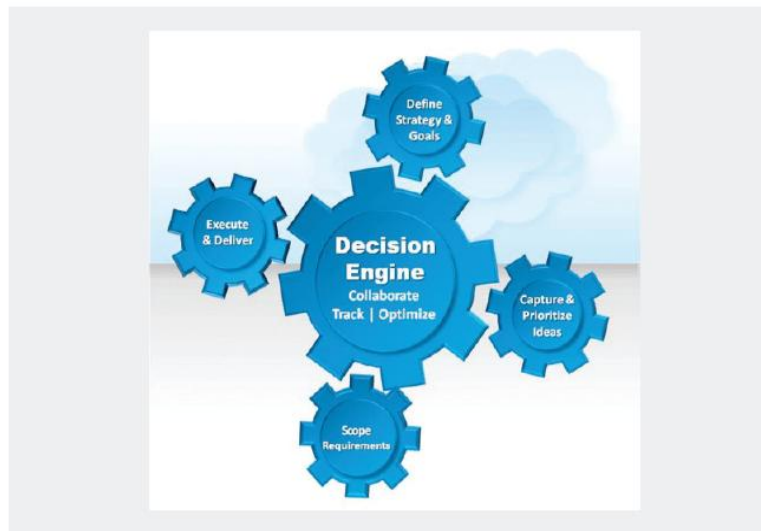 Define
Strategy &
Goals
Execute
& Deliver
Decision
Engine
Collaborate
Track | Optimize
Capture &
Prioritize
Ideas
Scope
Requirements